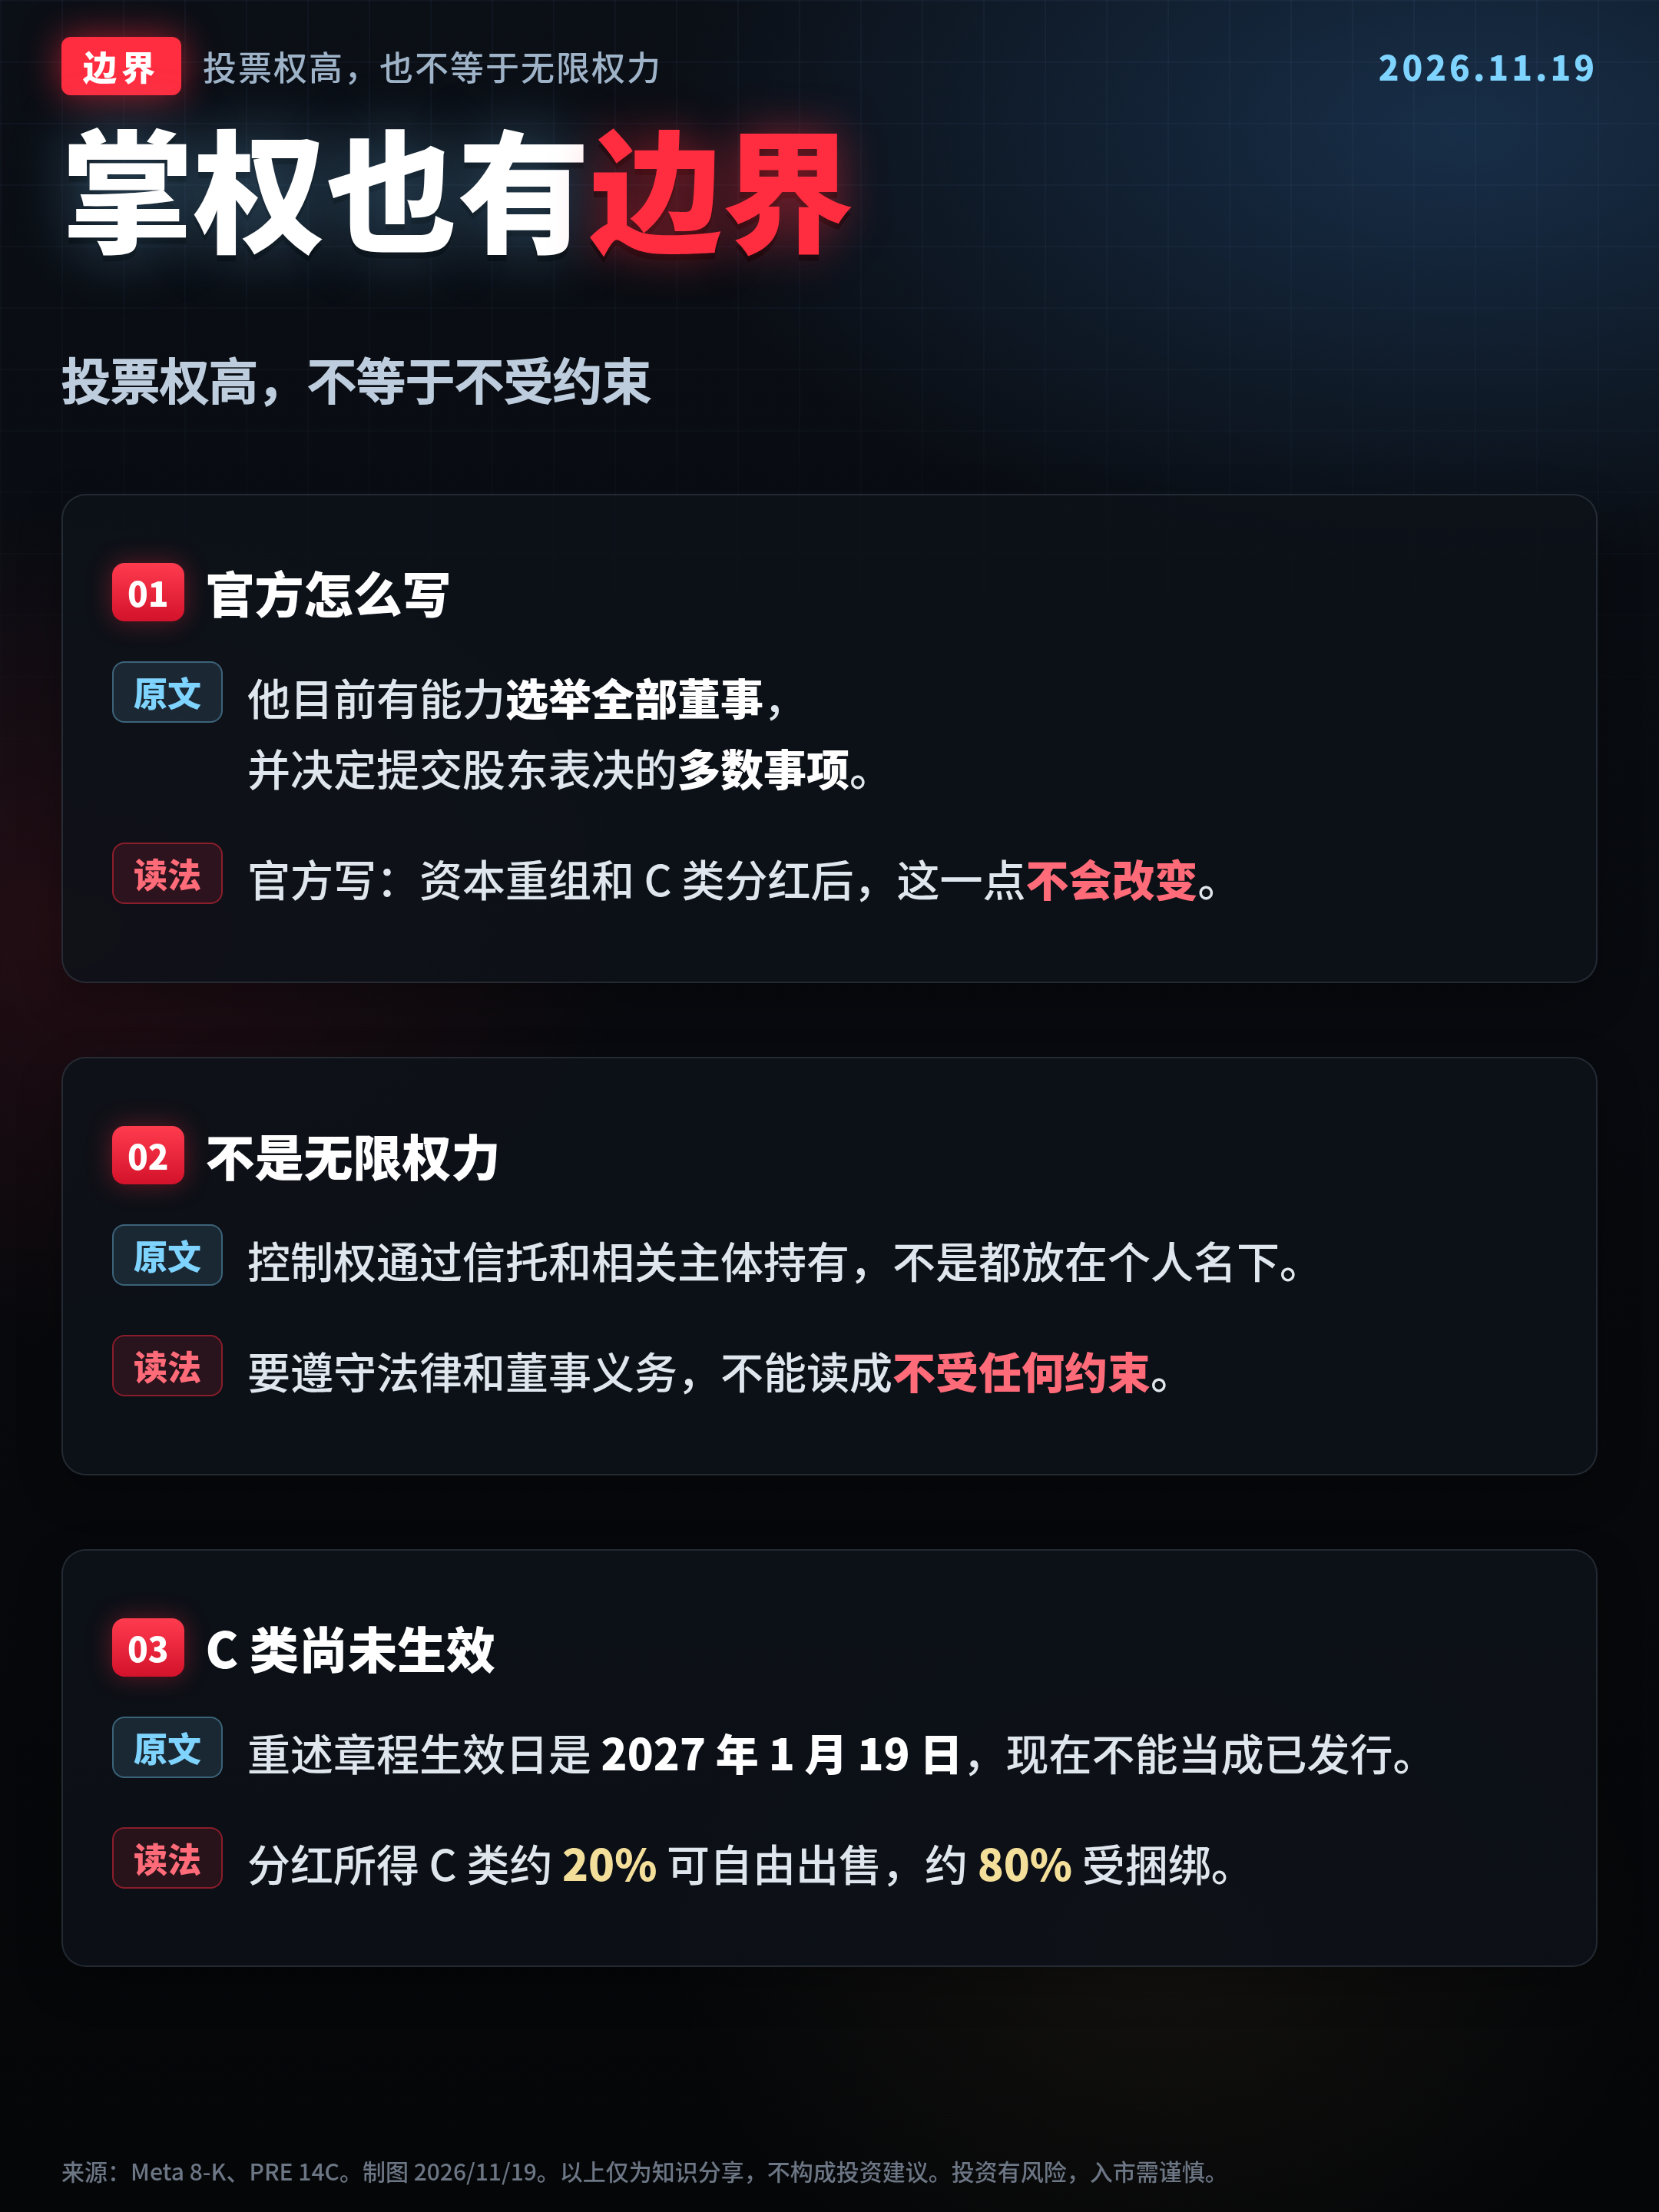 边界 投票权高，也不等于无限权力 2026.11.19
掌权也有边界
投票权高，不等于不受约束
01 官方怎么写
原文 他目前有能力选举全部董事，
并决定提交股东表决的多数事项。
读法 官方写：资本重组和 C 类分红后，这一点不会改变。
02 不是无限权力
原文 控制权通过信托和相关主体持有，不是都放在个人名下。
读法 要遵守法律和董事义务，不能读成不受任何约束。
03 C 类尚未生效
原文 重述章程生效日是 2027 年 1 月 19 日，现在不能当成已发行。
读法 分红所得 C 类约 20% 可自由出售，约 80% 受捆绑。
来源：Meta 8-K、PRE 14C。制图 2026/11/19。以上仅为知识分享，不构成投资建议。投资有风险，入市需谨慎。